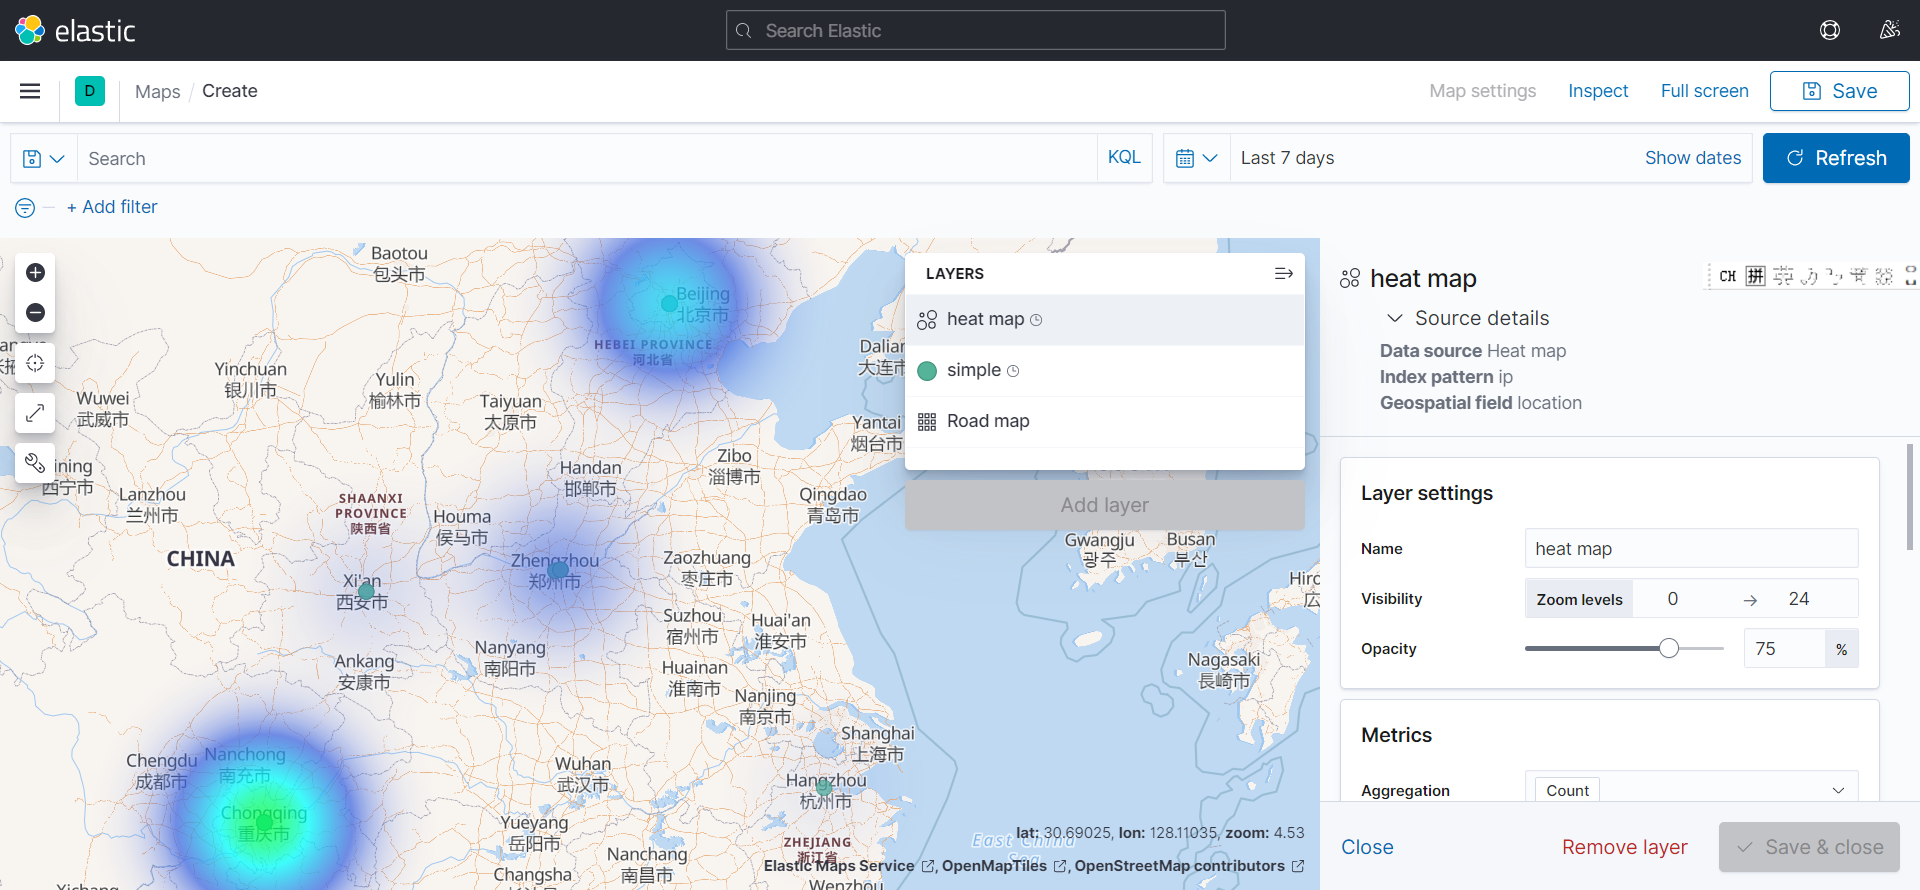 elastic
Search Elastic
D
Maps / Create
Map settings
Inspect
Full screen
Save
Search
KQL
Last 7 days
Show dates
Refresh
+ Add filter
Baotou
包头市
Beijing
北京市
HEBEI PROVINCE
河北省
Yinchuan
银川市
Yulin
榆林市
Wuwei
武威市
Taiyuan
太原市
Dalian
大连市
Yantai
烟台市
Zibo
淄博市
Handan
邯郸市
ining
西宁市
Lanzhou
兰州市
SHAANXI
PROVINCE
陕西省
Houma
侯马市
Qingdao
青岛市
CHINA
Zhengzhou
郑州市
Zaozhuang
枣庄市
Gwangju
광주
Busan
부산
Xi'an
西安市
Suzhou
宿州市
Huai'an
淮安市
Nanyang
南阳市
Ankang
安康市
Huainan
淮南市
Nanjing
南京市
Nagasaki
長崎市
Shanghai
上海市
Chengdu
成都市
Nanchong
南充市
Wuhan
武汉市
Hangzhou
杭州市
Chongqing
重庆市
Yueyang
岳阳市
ZHEJIANG
浙江省
East China
Nanchang
南昌市
Changsha
Wenzhou
Yichang
lat: 30.69025, lon: 128.11035, zoom: 4.53
Elastic Maps Service , OpenMapTiles , OpenStreetMap contributors
LAYERS
heat map
simple
Road map
Add layer
heat map
CH 拼
Source details
Data source Heat map
Index pattern ip
Geospatial field location
Layer settings
Name
heat map
Visibility
Zoom levels
0 → 24
Opacity
75 %
Metrics
Aggregation
Count
Close
Remove layer
Save & close